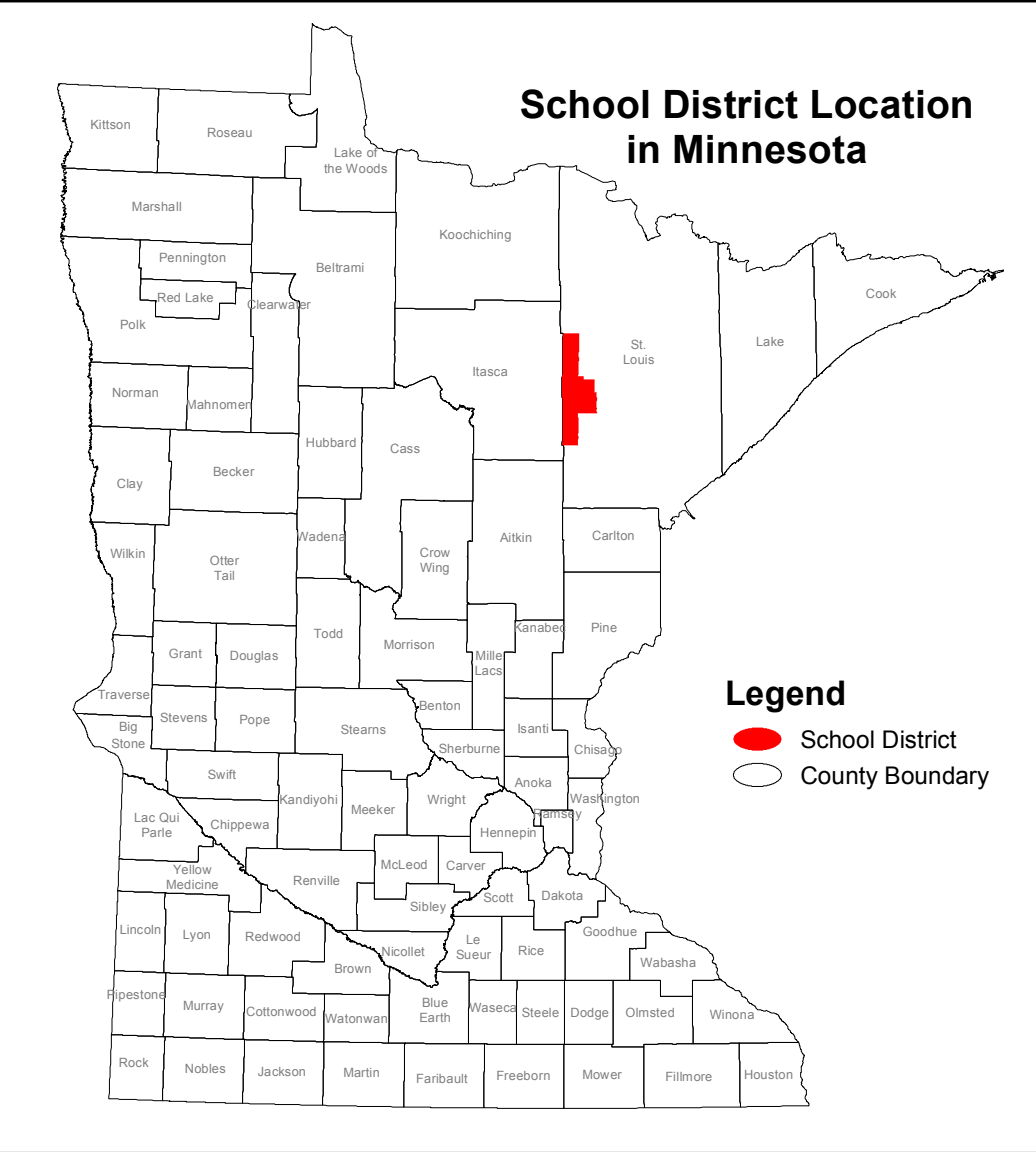 School District Location
in Minnesota
Kittson
Roseau
Lake of
the Woods
Marshall
Koochiching
Pennington
Beltrami
Red Lake
Clearwater
Cook
Polk
St.
Louis
Lake
Itasca
Norman
Mahnomen
Hubbard
Cass
Becker
Clay
Wadena
Aitkin
Carlton
Wilkin
Otter
Tail
Crow
Wing
Todd
Kanabec
Pine
Morrison
Grant
Douglas
Mille
Lacs
Traverse
Benton
Legend
Stevens
Pope
Stearns
Isanti
Big
Stone
Sherburne
Chisago
School District
County Boundary
Swift
Anoka
Kandiyohi
Meeker
Wright
Washington
Ramsey
Lac Qui
Parle
Chippewa
Hennepin
McLeod
Carver
Yellow
Medicine
Renville
Scott
Dakota
Sibley
Lincoln
Lyon
Redwood
Goodhue
Le
Sueur
Rice
Nicollet
Brown
Wabasha
Pipestone
Murray
Cottonwood
Watonwan
Blue
Earth
Waseca
Steele
Dodge
Olmsted
Winona
Rock
Nobles
Jackson
Martin
Faribault
Freeborn
Mower
Fillmore
Houston